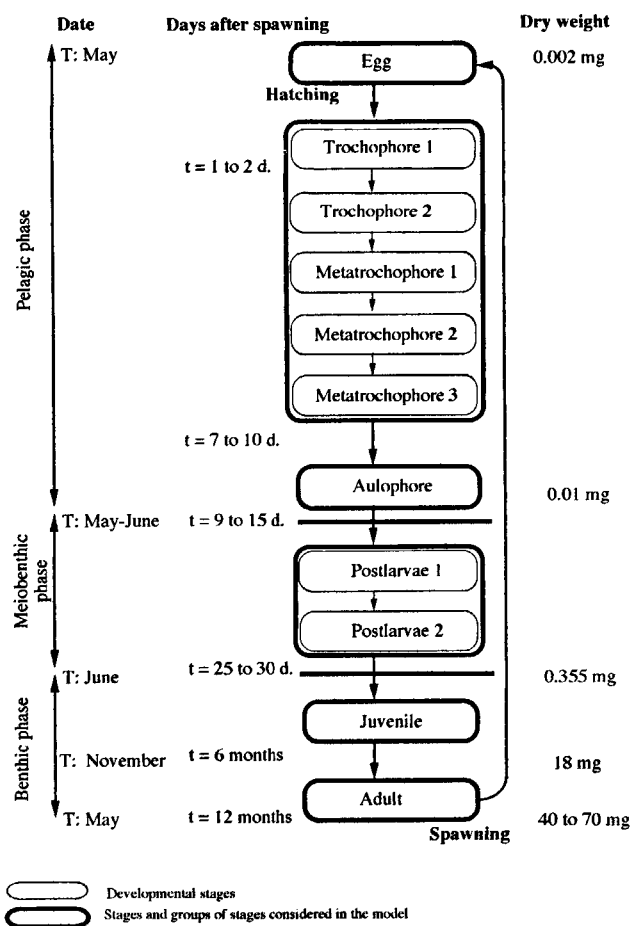 Date Days after spawning Dry weight
T: May Egg 0.002 mg
Hatching
Trochophore 1
t = 1 to 2 d.
Trochophore 2
Metatrochophore 1
Pelagic phase
Metatrochophore 2
Metatrochophore 3
t = 7 to 10 d.
Aulophore 0.01 mg
T: May-June t = 9 to 15 d.
Meiobenthic
phase
Postlarvae 1
Postlarvae 2
T: June t = 25 to 30 d. 0.355 mg
Benthic phase
Juvenile
T: November t = 6 months 18 mg
Adult
T: May t = 12 months 40 to 70 mg
Spawning
Developmental stages
Stages and groups of stages considered in the model